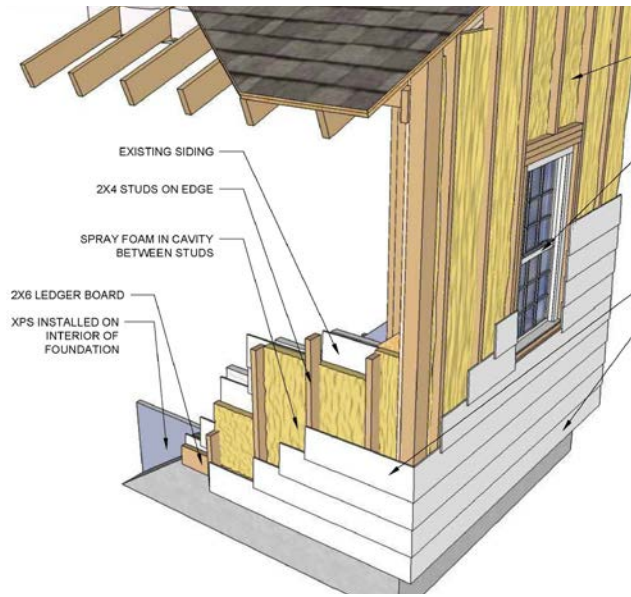 EXISTING SIDING
2X4 STUDS ON EDGE
SPRAY FOAM IN CAVITY
BETWEEN STUDS
2X6 LEDGER BOARD
XPS INSTALLED ON
INTERIOR OF
FOUNDATION